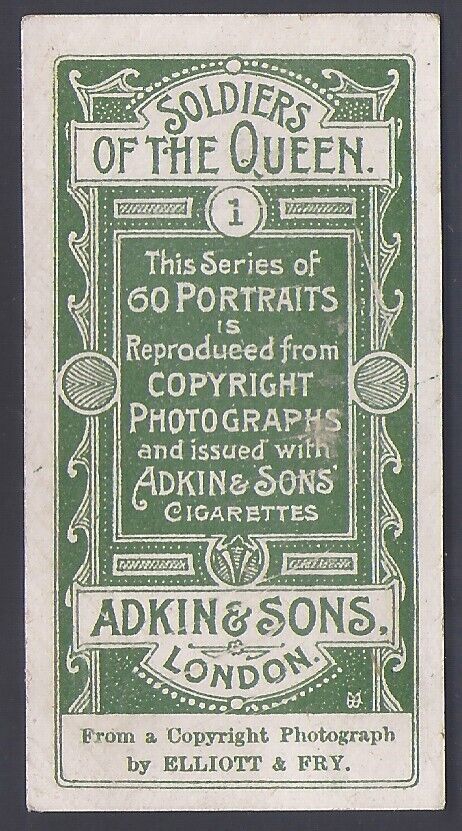 SOLDIERS
OF THE QUEEN.
1
This Series of
60 PORTRAITS
IS
Reproduced from
COPYRIGHT
PHOTOGRAPHS
and issued with
ADKIN & SONS'
CIGARETTES
ADKIN & SONS,
LONDON.
From a Copyright Photograph
by ELLIOTT & FRY.